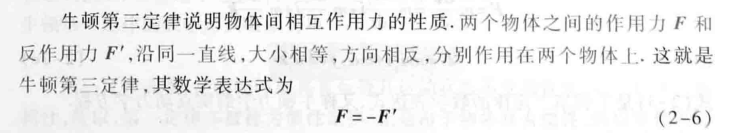 牛顿第三定律说明物体间相互作用力的性质.两个物体之间的作用力 F 和
反作用力 F′,沿同一直线,大小相等,方向相反,分别作用在两个物体上.这就是
牛顿第三定律,其数学表达式为
F=-F′ (2-6)